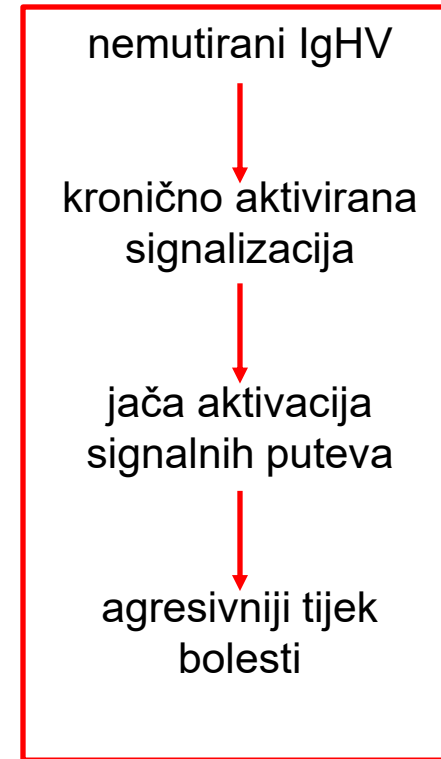 nemutirani IgHV
kronično aktivirana
signalizacija
jača aktivacija
signalnih puteva
agresivniji tijek
bolesti